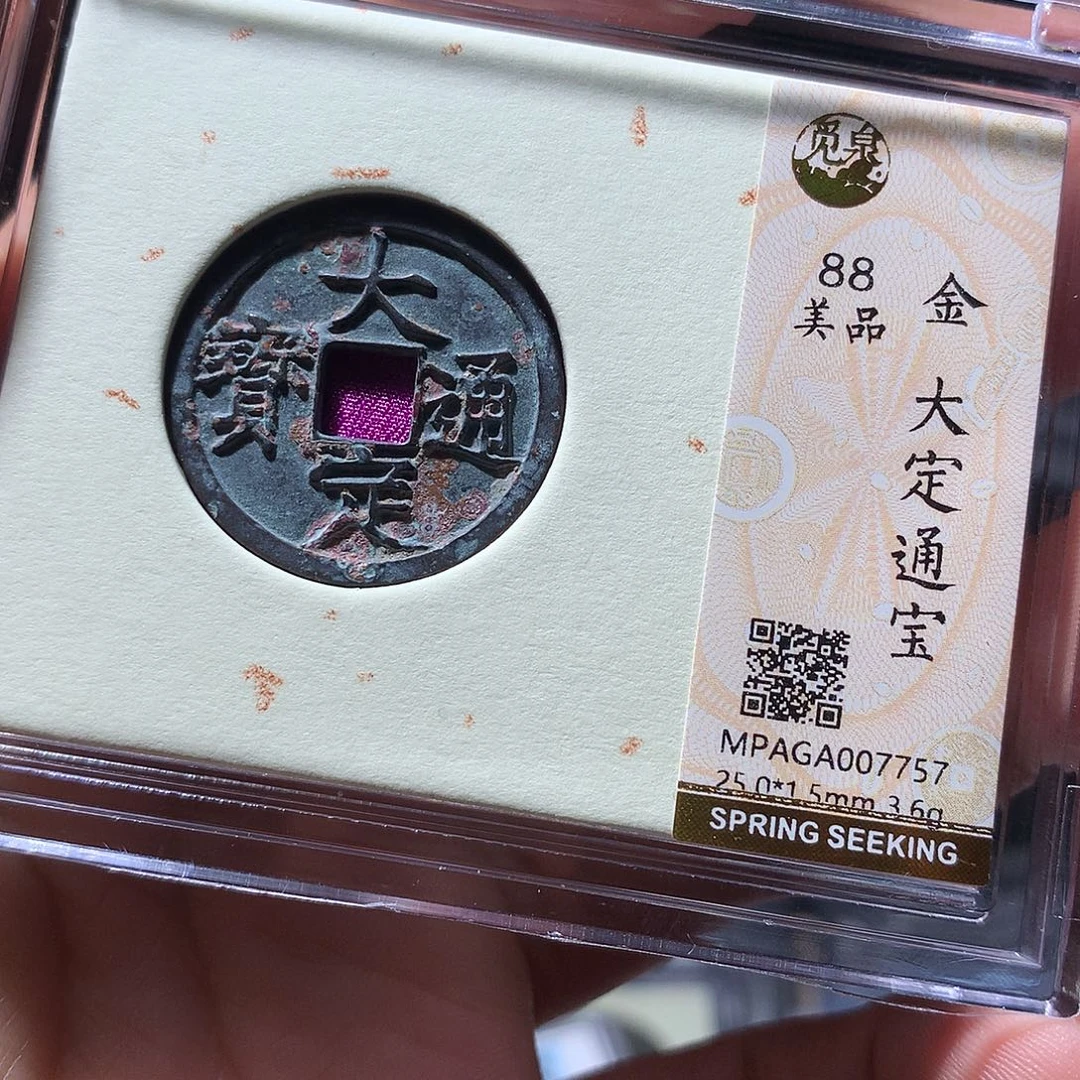 大定通寳
觅泉
88
美品
金 大定通宝
MPAGA007757
25.0*1.5mm 3.6g
SPRING SEEKING